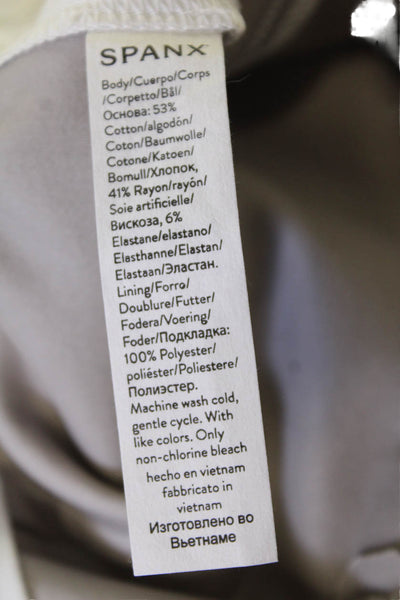 SPANX
Body/Cuerpo/Corps
/Corpetto/Bål/
Основа: 53%
Cotton/algodón/
Coton/Baumwolle/
Cotone/Katoen/
Bomull/Хлопок,
41% Rayon/rayón/
Soie artificielle/
Вискоза, 6%
Elastane/elastano/
Elasthanne/Elastan/
Elastaan/Эластан.
Lining/Forro/
Doublure/Futter/
Fodera/Voering/
Foder/Подкладка:
100% Polyester/
poliéster/Poliestere/
Полиэстер.
Machine wash cold,
gentle cycle. With
like colors. Only
non-chlorine bleach
hecho en vietnam
fabbricato in
vietnam
Изготовлено во
Вьетнаме